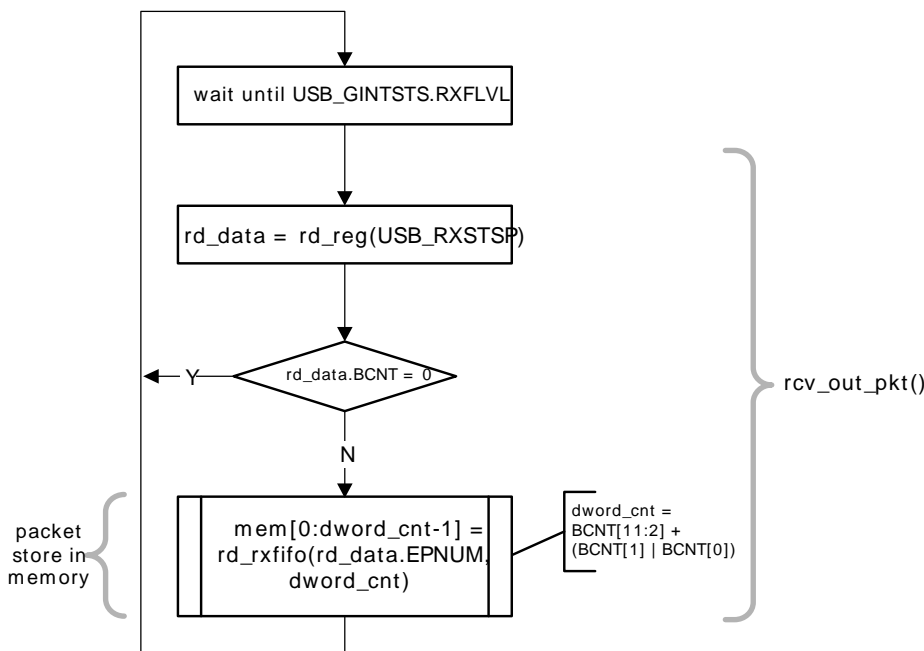 wait until USB_GINTSTS.RXFLVL
rd_data = rd_reg(USB_RXSTSP)
rd_data.BCNT = 0
Y
rcv_out_pkt()
N
packet
store in
memory
mem[0:dword_cnt-1] =
rd_rxfifo(rd_data.EPNUM,
dword_cnt)
dword_cnt =
BCNT[11:2] +
(BCNT[1] | BCNT[0])